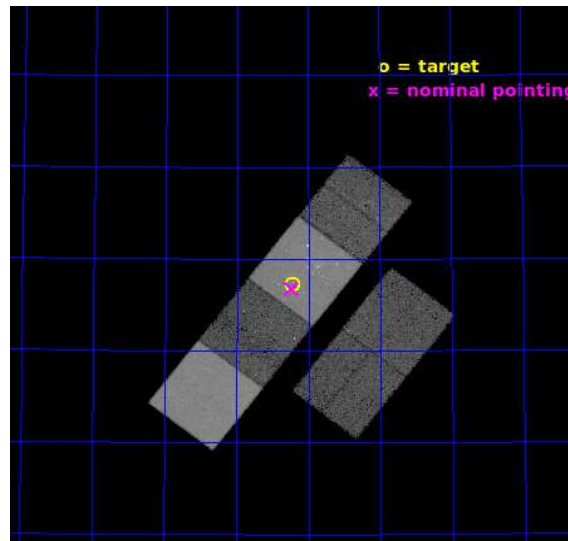 o = target
x = nominal pointing